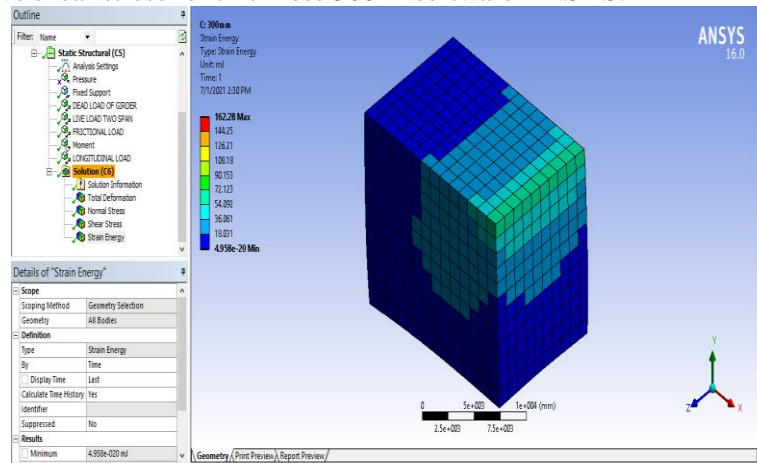 Outline
Filter: Name
Static Structural (C5)
Analysis Settings
Pressure
Fixed Support
DEAD LOAD OF GIRDER
LIVE LOAD TWO SPAN
FRICTIONAL LOAD
Moment
LONGITUDINAL LOAD
Solution (C6)
Solution Information
Total Deformation
Normal Stress
Shear Stress
Strain Energy
Details of "Strain Energy"
Scope
Scoping Method Geometry Selection
Geometry All Bodies
Definition
Type Strain Energy
By Time
Display Time Last
Calculate Time History Yes
Identifier
Suppressed No
Results
Minimum 4.958e-020 mJ
C: 300mm
Strain Energy
Type: Strain Energy
Unit: mJ
Time: 1
7/1/2021 2:30 PM
162.28 Max
144.25
126.21
108.18
90.153
72.123
54.092
36.061
18.031
4.958e-20 Min
ANSYS
16.0
0 5e+003 1e+004 (mm)
2.5e+003 7.5e+003
Y
Z X
Geometry Print Preview Report Preview